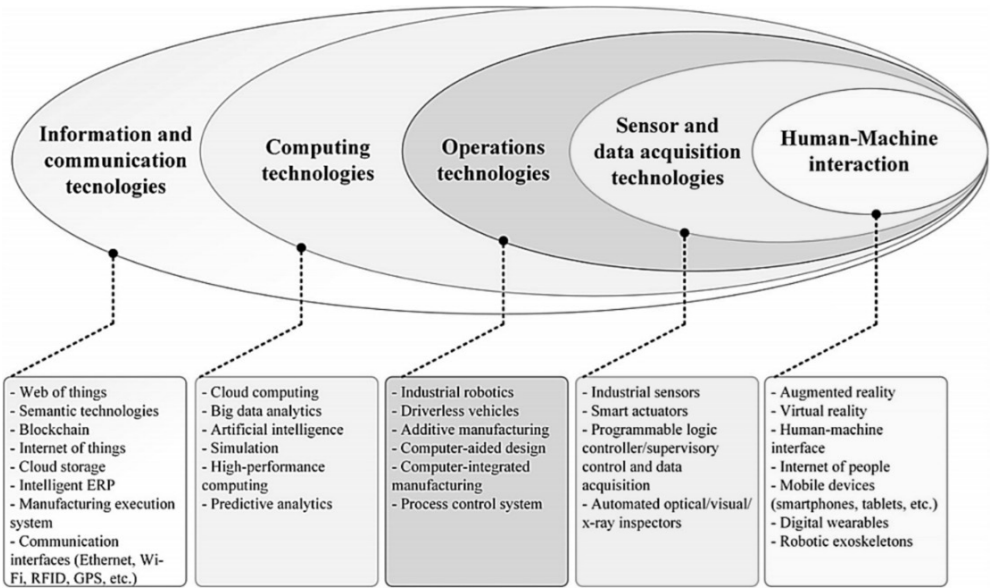 Information and
communication
tecnologies
Computing
technologies
Operations
technologies
Sensor and
data acquisition
technologies
Human-Machine
interaction
- Web of things
- Semantic technologies
- Blockchain
- Internet of things
- Cloud storage
- Intelligent ERP
- Manufacturing execution
system
- Communication
interfaces (Ethernet, Wi-
Fi, RFID, GPS, etc.)
- Cloud computing
- Big data analytics
- Artificial intelligence
- Simulation
- High-performance
computing
- Predictive analytics
- Industrial robotics
- Driverless vehicles
- Additive manufacturing
- Computer-aided design
- Computer-integrated
manufacturing
- Process control system
- Industrial sensors
- Smart actuators
- Programmable logic
controller/supervisory
control and data
acquisition
- Automated optical/visual/
x-ray inspectors
- Augmented reality
- Virtual reality
- Human-machine
interface
- Internet of people
- Mobile devices
(smartphones, tablets, etc.)
- Digital wearables
- Robotic exoskeletons